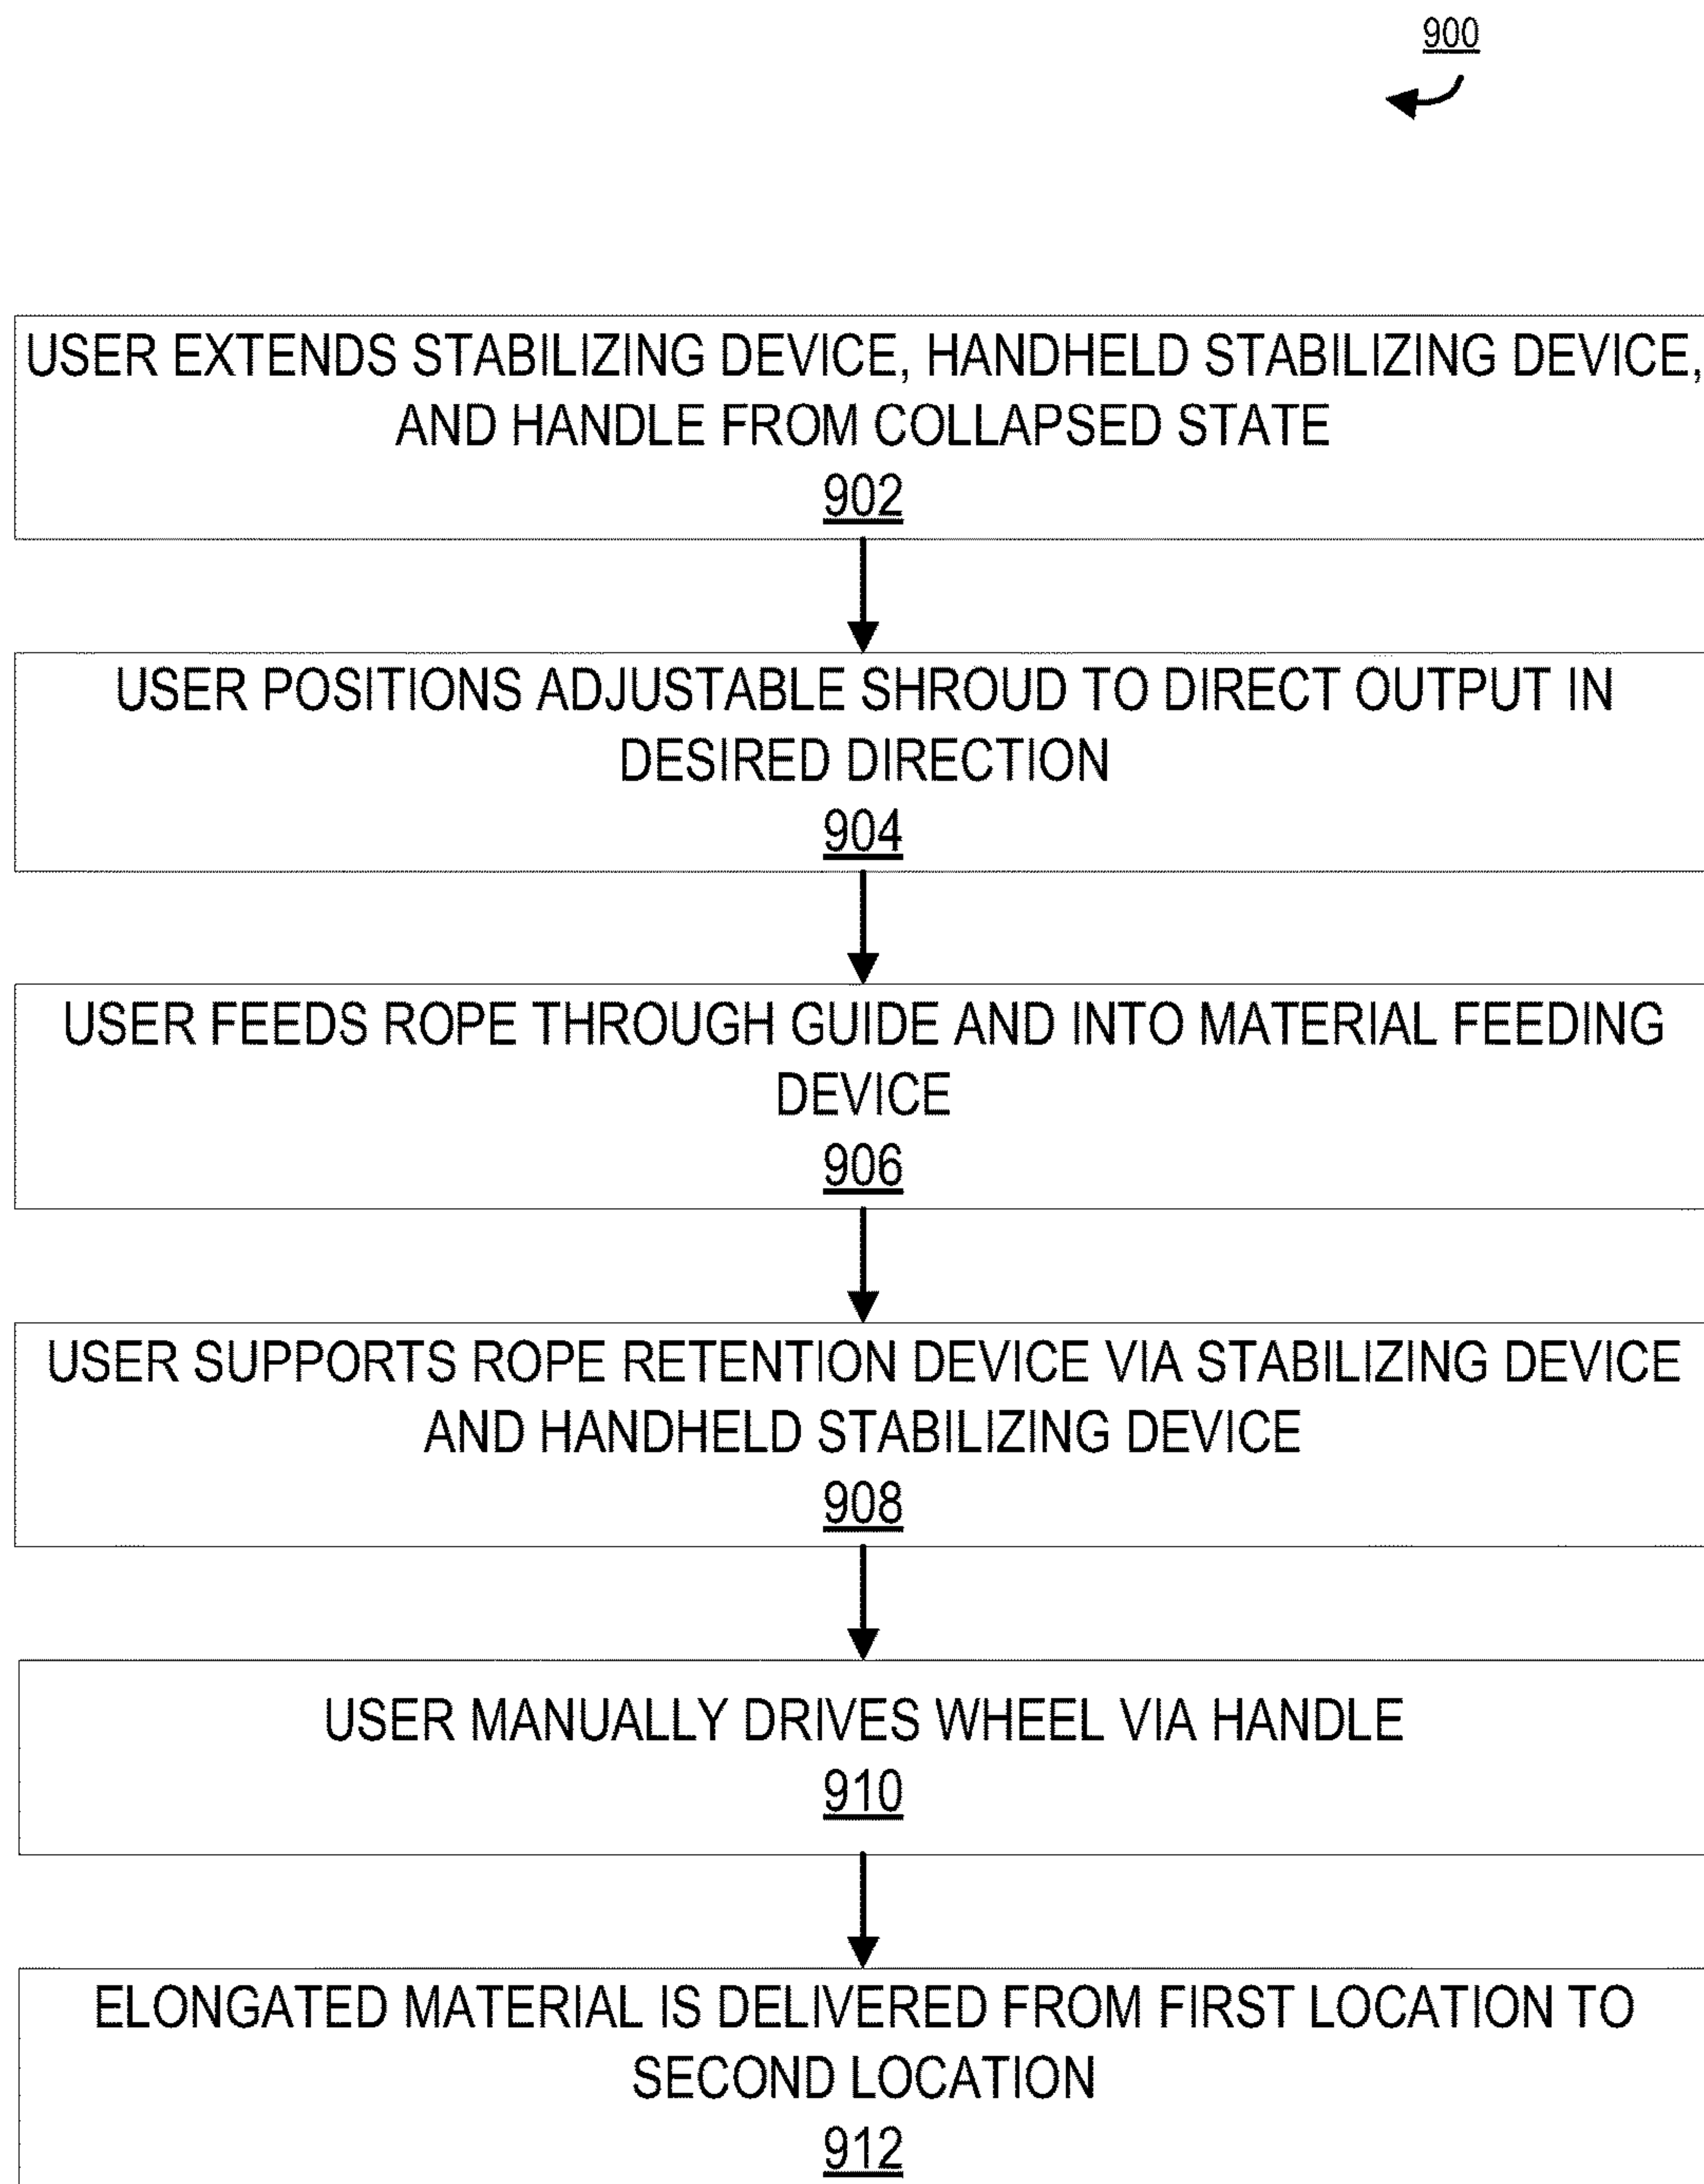 900
USER EXTENDS STABILIZING DEVICE, HANDHELD STABILIZING DEVICE,
AND HANDLE FROM COLLAPSED STATE
902
USER POSITIONS ADJUSTABLE SHROUD TO DIRECT OUTPUT IN
DESIRED DIRECTION
904
USER FEEDS ROPE THROUGH GUIDE AND INTO MATERIAL FEEDING
DEVICE
906
USER SUPPORTS ROPE RETENTION DEVICE VIA STABILIZING DEVICE
AND HANDHELD STABILIZING DEVICE
908
USER MANUALLY DRIVES WHEEL VIA HANDLE
910
ELONGATED MATERIAL IS DELIVERED FROM FIRST LOCATION TO
SECOND LOCATION
912